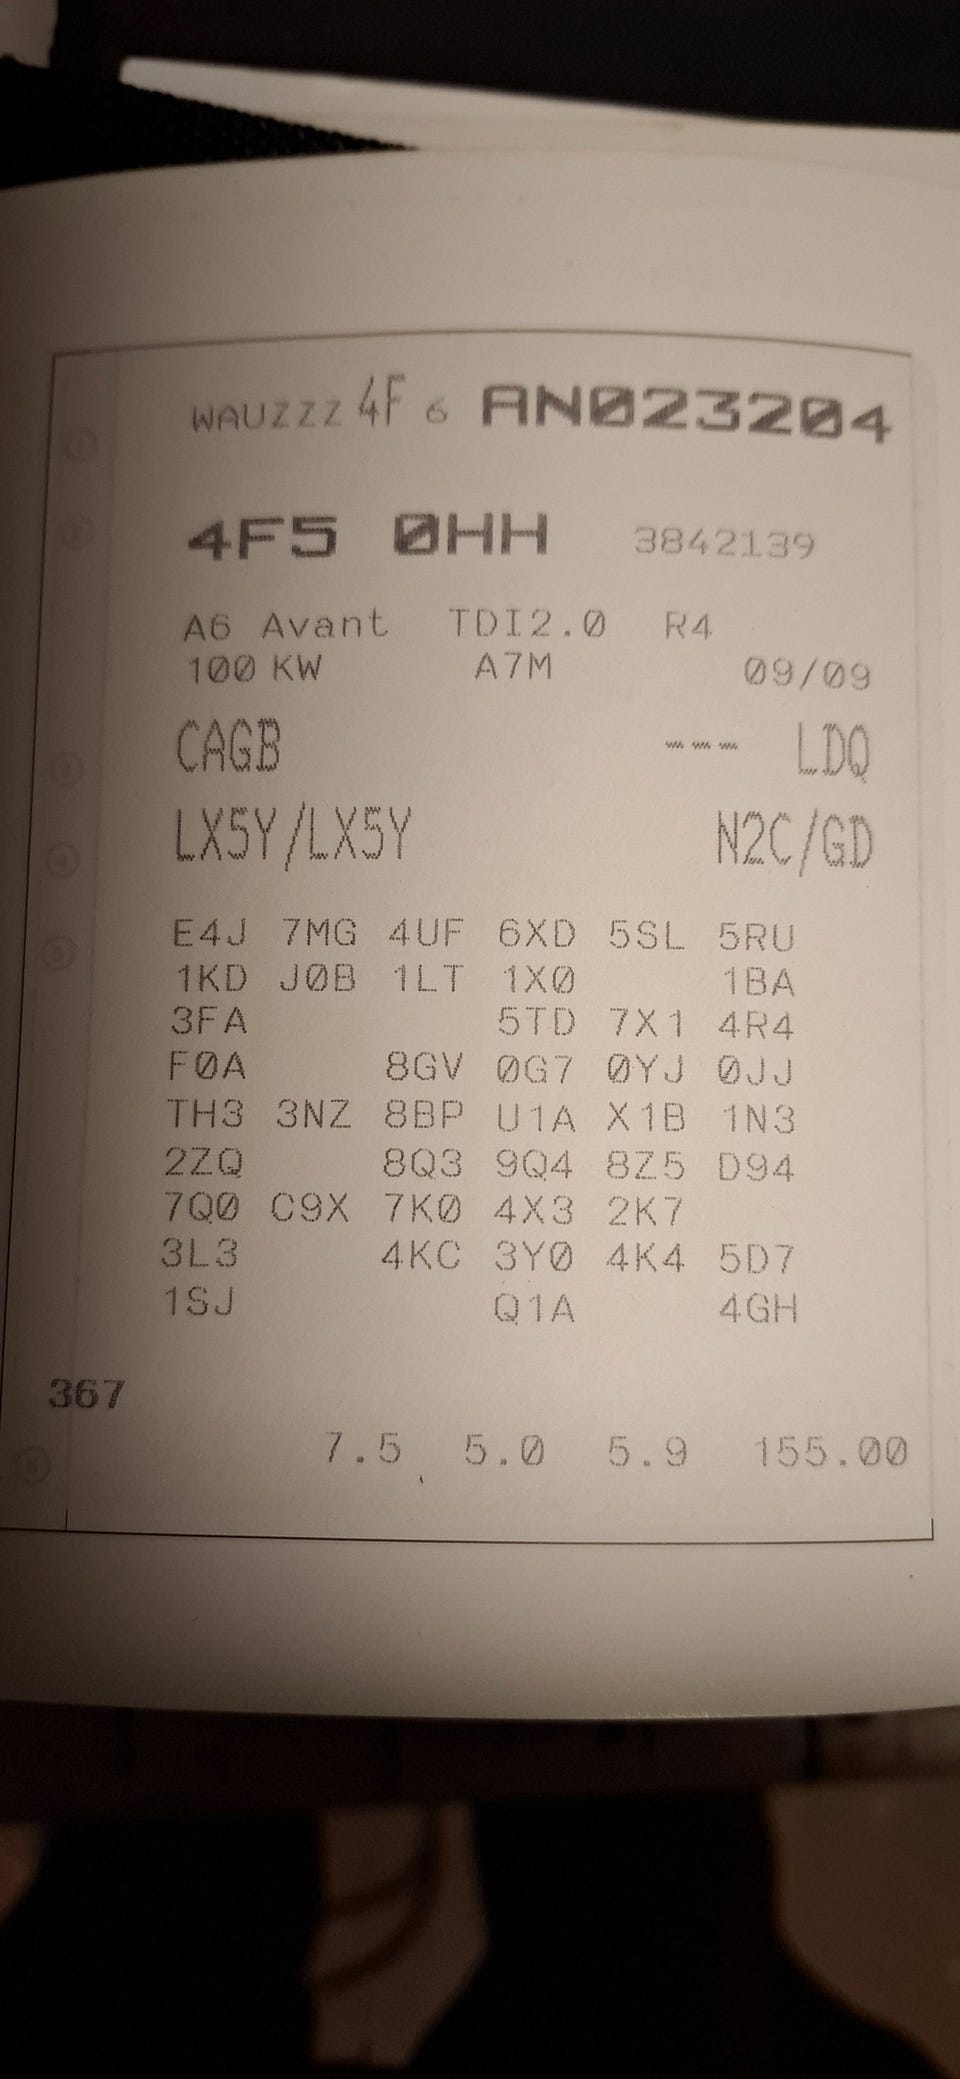 WAUZZZ 4F 6 AN023204
4F5 0HH 3842139
A6 Avant TDI2.0 R4
100 KW A7M 09/09
CAGB --- LDQ
LX5Y/LX5Y N2C/GD
E4J 7MG 4UF 6XD 5SL 5RU
1KD J0B 1LT 1X0 1BA
3FA 5TD 7X1 4R4
F0A 8GV 0G7 0YJ 0JJ
TH3 3NZ 8BP U1A X1B 1N3
2ZQ 8Q3 9Q4 8Z5 D94
7Q0 C9X 7K0 4X3 2K7
3L3 4KC 3Y0 4K4 5D7
1SJ Q1A 4GH
367
7.5 5.0 5.9 155.00